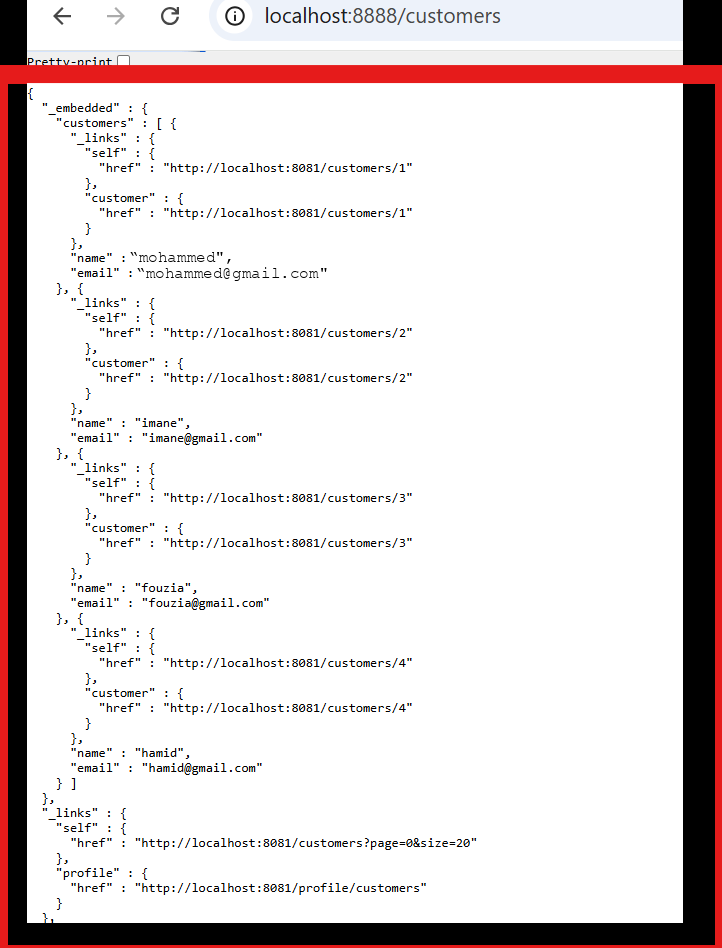 localhost:8888/customers
Pretty-print
{
  "_embedded" : {
    "customers" : [ {
      "_links" : {
        "self" : {
          "href" : "http://localhost:8081/customers/1"
        },
        "customer" : {
          "href" : "http://localhost:8081/customers/1"
        }
      },
      "name" :“mohammed",
      "email" :“mohammed@gmail.com"
    }, {
      "_links" : {
        "self" : {
          "href" : "http://localhost:8081/customers/2"
        },
        "customer" : {
          "href" : "http://localhost:8081/customers/2"
        }
      },
      "name" : "imane",
      "email" : "imane@gmail.com"
    }, {
      "_links" : {
        "self" : {
          "href" : "http://localhost:8081/customers/3"
        },
        "customer" : {
          "href" : "http://localhost:8081/customers/3"
        }
      },
      "name" : "fouzia",
      "email" : "fouzia@gmail.com"
    }, {
      "_links" : {
        "self" : {
          "href" : "http://localhost:8081/customers/4"
        },
        "customer" : {
          "href" : "http://localhost:8081/customers/4"
        }
      },
      "name" : "hamid",
      "email" : "hamid@gmail.com"
    } ]
  },
  "_links" : {
    "self" : {
      "href" : "http://localhost:8081/customers?page=0&size=20"
    },
    "profile" : {
      "href" : "http://localhost:8081/profile/customers"
    }
  },